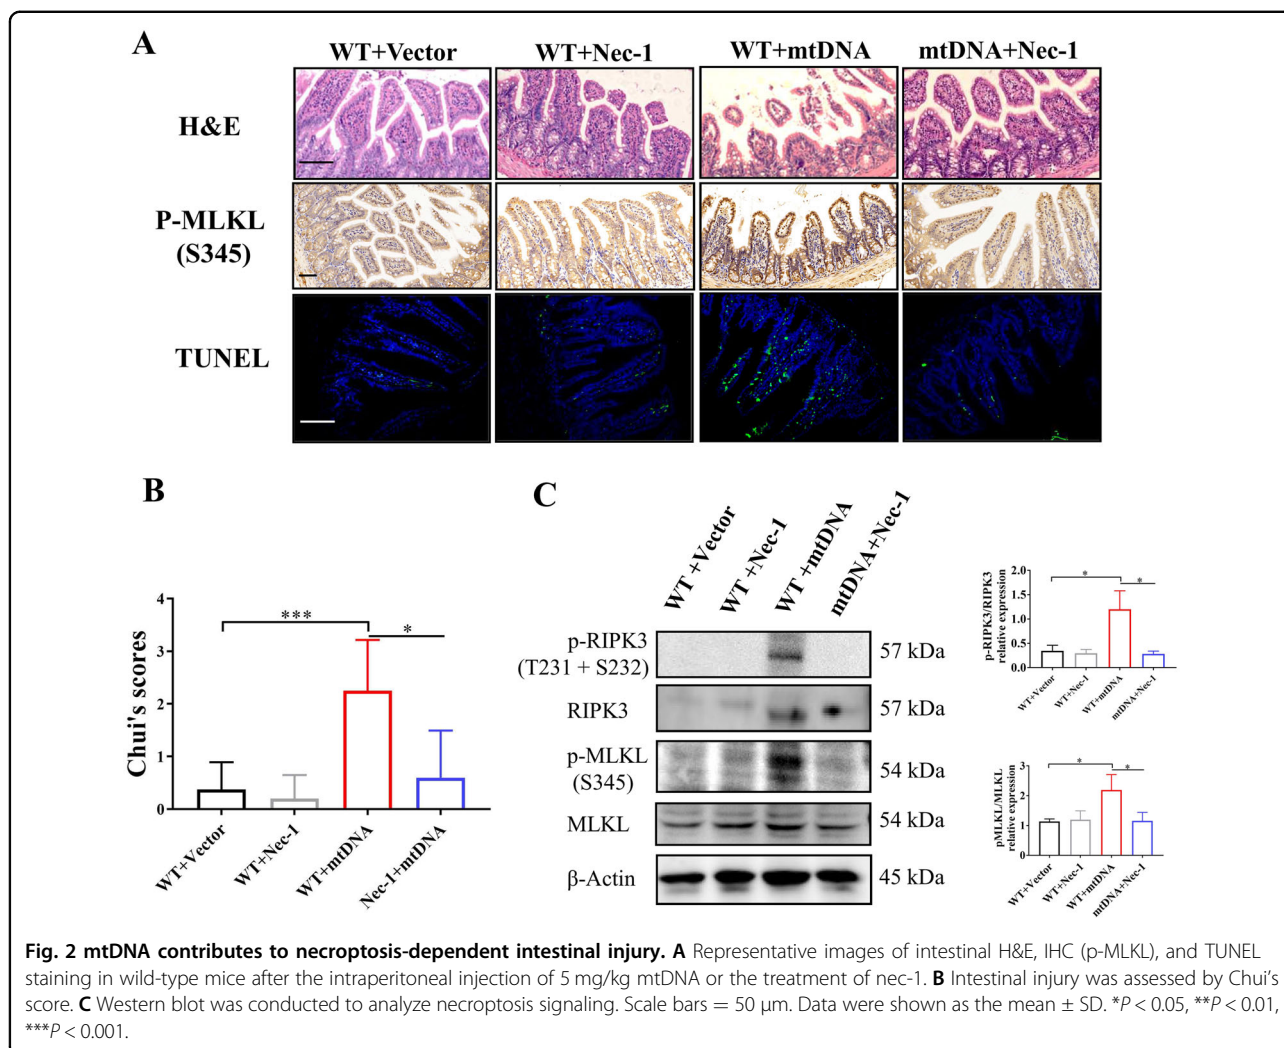 A
WT+Vector WT+Nec-1 WT+mtDNA mtDNA+Nec-1
H&E
P-MLKL
(S345)
TUNEL
B
Chui's scores
4
3
2
1
0
***
*
WT+Vector
WT+Nec-1
WT+mtDNA
Nec-1+mtDNA
C
WT +Vector
WT +Nec-1
WT +mtDNA
mtDNA+Nec-1
p-RIPK3
(T231 + S232)
57 kDa
RIPK3
57 kDa
p-MLKL
(S345)
54 kDa
MLKL
54 kDa
β-Actin
45 kDa
p-RIPK3/RIPK3
relative expression
2.0
1.5
1.0
0.5
0.0
*
*
WT+Vector
WT+Nec-1
WT+mtDNA
mtDNA+Nec-1
pMLKL/MLKL
relative expression
3
2
1
0
*
*
WT+Vector
WT+Nec-1
WT+mtDNA
mtDNA+Nec-1
Fig. 2 mtDNA contributes to necroptosis-dependent intestinal injury. A Representative images of intestinal H&E, IHC (p-MLKL), and TUNEL
staining in wild-type mice after the intraperitoneal injection of 5 mg/kg mtDNA or the treatment of nec-1. B Intestinal injury was assessed by Chui's
score. C Western blot was conducted to analyze necroptosis signaling. Scale bars = 50 μm. Data were shown as the mean ± SD. *P < 0.05, **P < 0.01,
***P < 0.001.